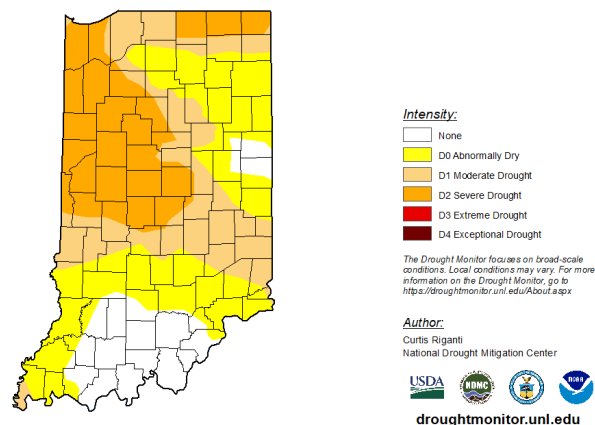 Intensity:
None
D0 Abnormally Dry
D1 Moderate Drought
D2 Severe Drought
D3 Extreme Drought
D4 Exceptional Drought
The Drought Monitor focuses on broad-scale
conditions. Local conditions may vary. For more
information on the Drought Monitor, go to
https://droughtmonitor.unl.edu/About.aspx
Author:
Curtis Riganti
National Drought Mitigation Center
USDA
NDMC
NOAA
droughtmonitor.unl.edu